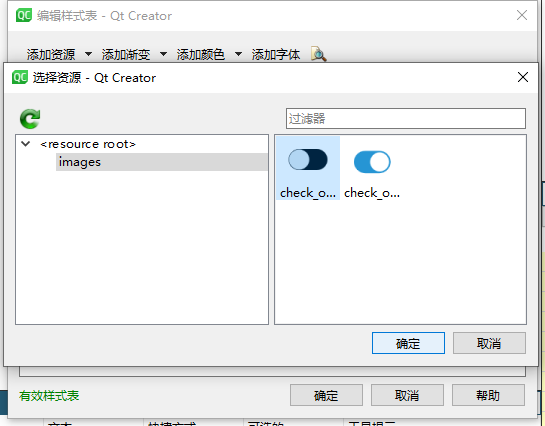 QC 编辑样式表 - Qt Creator
添加资源 添加渐变 添加颜色 添加字体
QC 选择资源 - Qt Creator
过滤器
<resource root>
images
check_o... check_o...
确定 取消
有效样式表 确定 取消 帮助